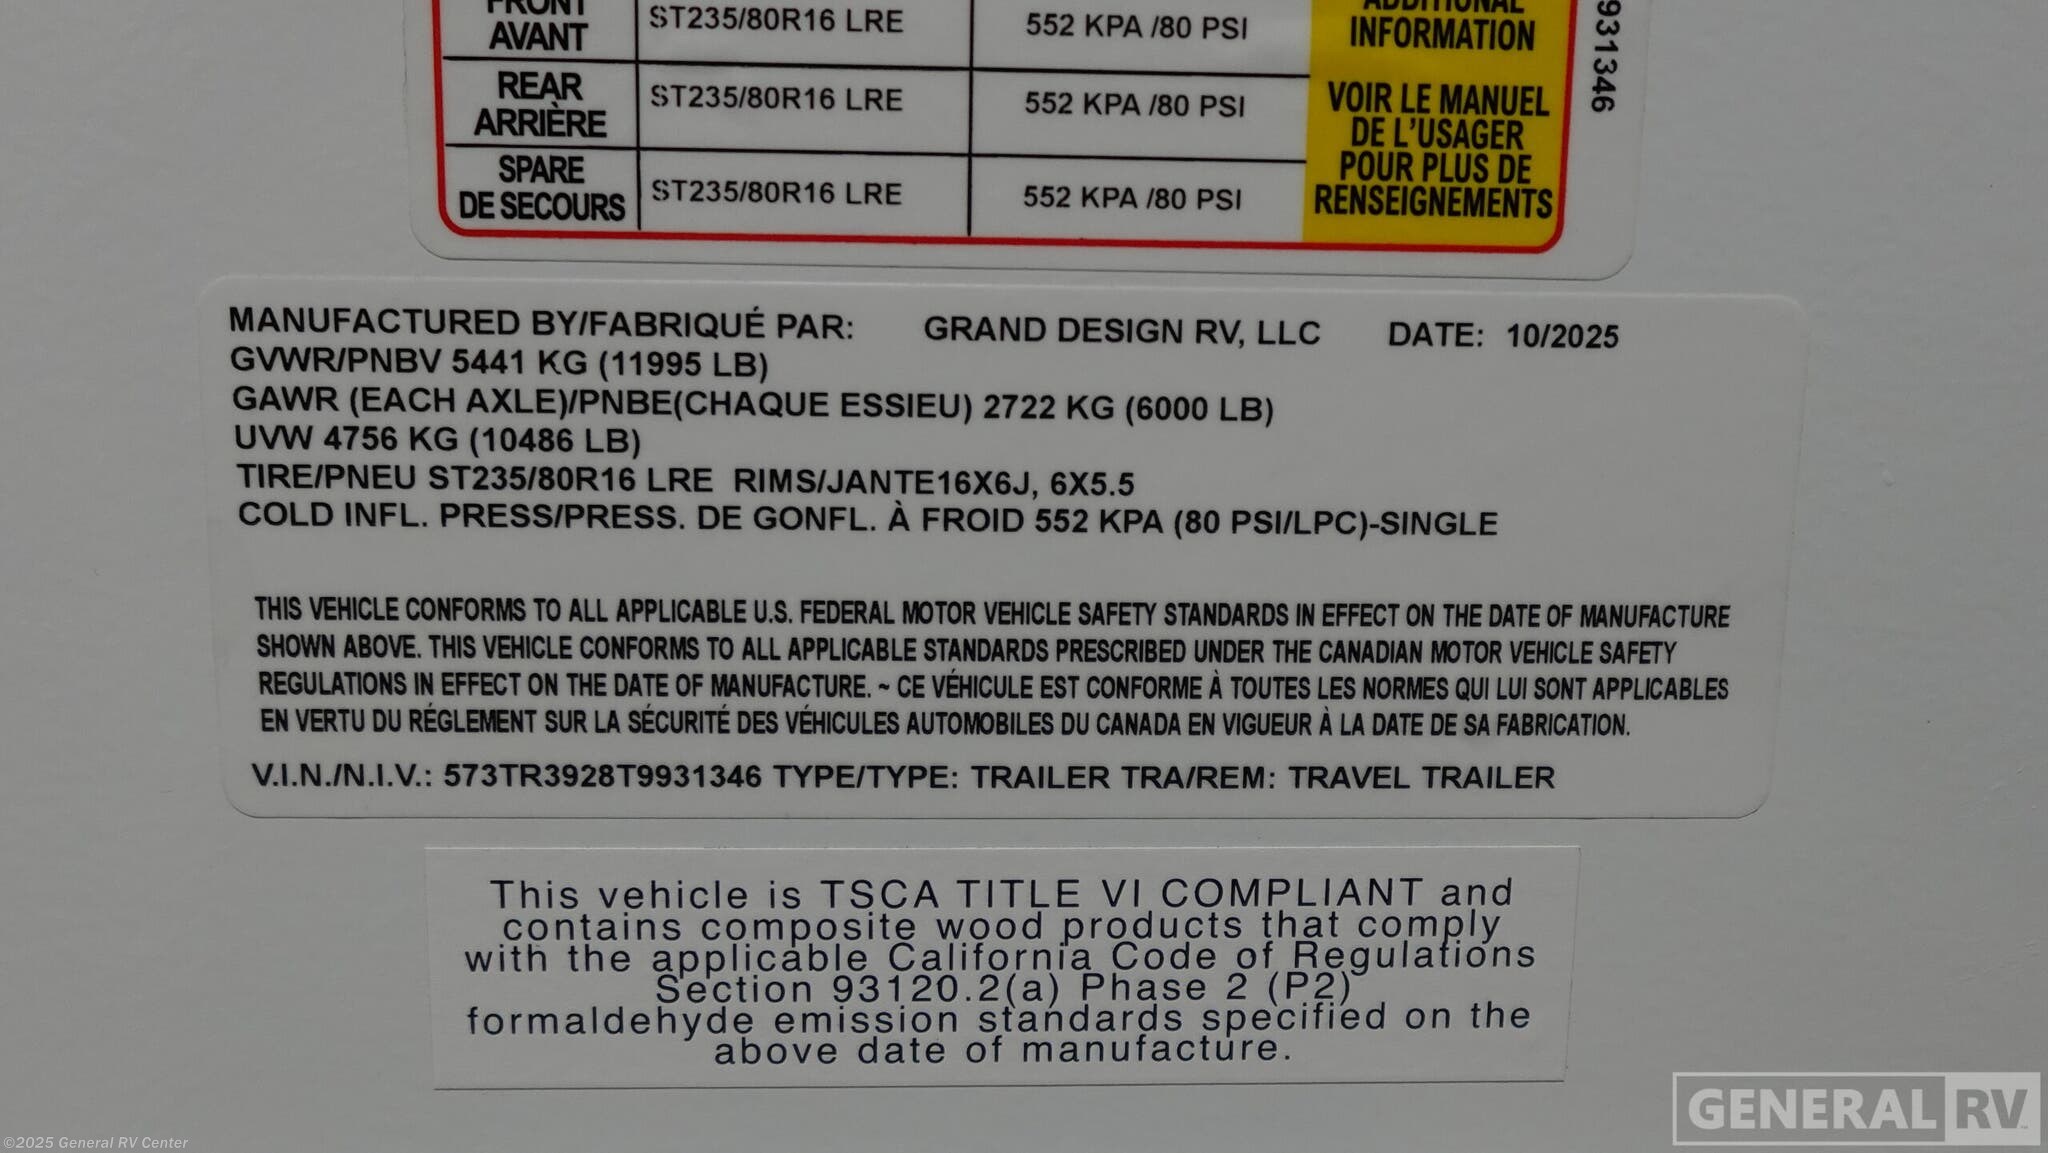 FRONT
AVANT
ST235/80R16 LRE
552 KPA /80 PSI
ADDITIONAL
INFORMATION
REAR
ARRIÈRE
ST235/80R16 LRE
552 KPA /80 PSI
VOIR LE MANUEL
DE L'USAGER
POUR PLUS DE
RENSEIGNEMENTS
SPARE
DE SECOURS
ST235/80R16 LRE
552 KPA /80 PSI
931346
MANUFACTURED BY/FABRIQUÉ PAR: GRAND DESIGN RV, LLC DATE: 10/2025
GVWR/PNBV 5441 KG (11995 LB)
GAWR (EACH AXLE)/PNBE(CHAQUE ESSIEU) 2722 KG (6000 LB)
UVW 4756 KG (10486 LB)
TIRE/PNEU ST235/80R16 LRE RIMS/JANTE16X6J, 6X5.5
COLD INFL. PRESS/PRESS. DE GONFL. À FROID 552 KPA (80 PSI/LPC)-SINGLE
THIS VEHICLE CONFORMS TO ALL APPLICABLE U.S. FEDERAL MOTOR VEHICLE SAFETY STANDARDS IN EFFECT ON THE DATE OF MANUFACTURE
SHOWN ABOVE. THIS VEHICLE CONFORMS TO ALL APPLICABLE STANDARDS PRESCRIBED UNDER THE CANADIAN MOTOR VEHICLE SAFETY
REGULATIONS IN EFFECT ON THE DATE OF MANUFACTURE. ~ CE VÉHICULE EST CONFORME À TOUTES LES NORMES QUI LUI SONT APPLICABLES
EN VERTU DU RÉGLEMENT SUR LA SÉCURITÉ DES VÉHICULES AUTOMOBILES DU CANADA EN VIGUEUR À LA DATE DE SA FABRICATION.
V.I.N./N.I.V.: 573TR3928T9931346 TYPE/TYPE: TRAILER TRA/REM: TRAVEL TRAILER
This vehicle is TSCA TITLE VI COMPLIANT and
contains composite wood products that comply
with the applicable California Code of Regulations
Section 93120.2(a) Phase 2 (P2)
formaldehyde emission standards specified on the
above date of manufacture.
GENERAL RV
©2025 General RV Center